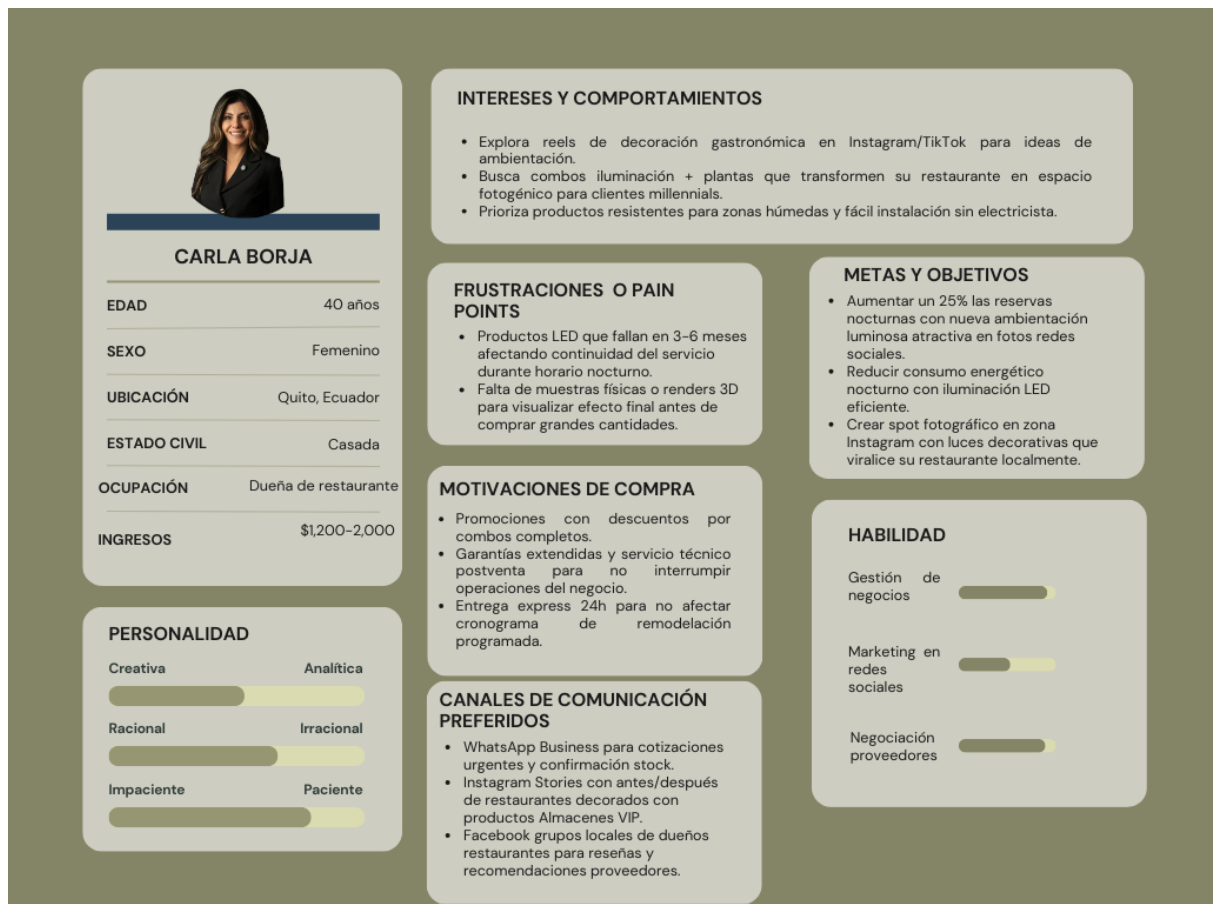 CARLA BORJA
EDAD 40 años
SEXO Femenino
UBICACIÓN Quito, Ecuador
ESTADO CIVIL Casada
OCUPACIÓN Dueña de restaurante
INGRESOS $1,200-2,000
PERSONALIDAD
Creativa Analítica
Racional Irracional
Impaciente Paciente
INTERESES Y COMPORTAMIENTOS
• Explora reels de decoración gastronómica en Instagram/TikTok para ideas de
ambientación.
• Busca combos iluminación + plantas que transformen su restaurante en espacio
fotogénico para clientes millennials.
• Prioriza productos resistentes para zonas húmedas y fácil instalación sin electricista.
FRUSTRACIONES O PAIN
POINTS
• Productos LED que fallan en 3-6 meses
afectando continuidad del servicio
durante horario nocturno.
• Falta de muestras físicas o renders 3D
para visualizar efecto final antes de
comprar grandes cantidades.
MOTIVACIONES DE COMPRA
• Promociones con descuentos por
combos completos.
• Garantías extendidas y servicio técnico
postventa para no interrumpir
operaciones del negocio.
• Entrega express 24h para no afectar
cronograma de remodelación
programada.
CANALES DE COMUNICACIÓN
PREFERIDOS
• WhatsApp Business para cotizaciones
urgentes y confirmación stock.
• Instagram Stories con antes/después
de restaurantes decorados con
productos Almacenes VIP.
• Facebook grupos locales de dueños
restaurantes para reseñas y
recomendaciones proveedores.
METAS Y OBJETIVOS
• Aumentar un 25% las reservas
nocturnas con nueva ambientación
luminosa atractiva en fotos redes
sociales.
• Reducir consumo energético
nocturno con iluminación LED
eficiente.
• Crear spot fotográfico en zona
Instagram con luces decorativas que
viralice su restaurante localmente.
HABILIDAD
Gestión de
negocios
Marketing en
redes
sociales
Negociación
proveedores